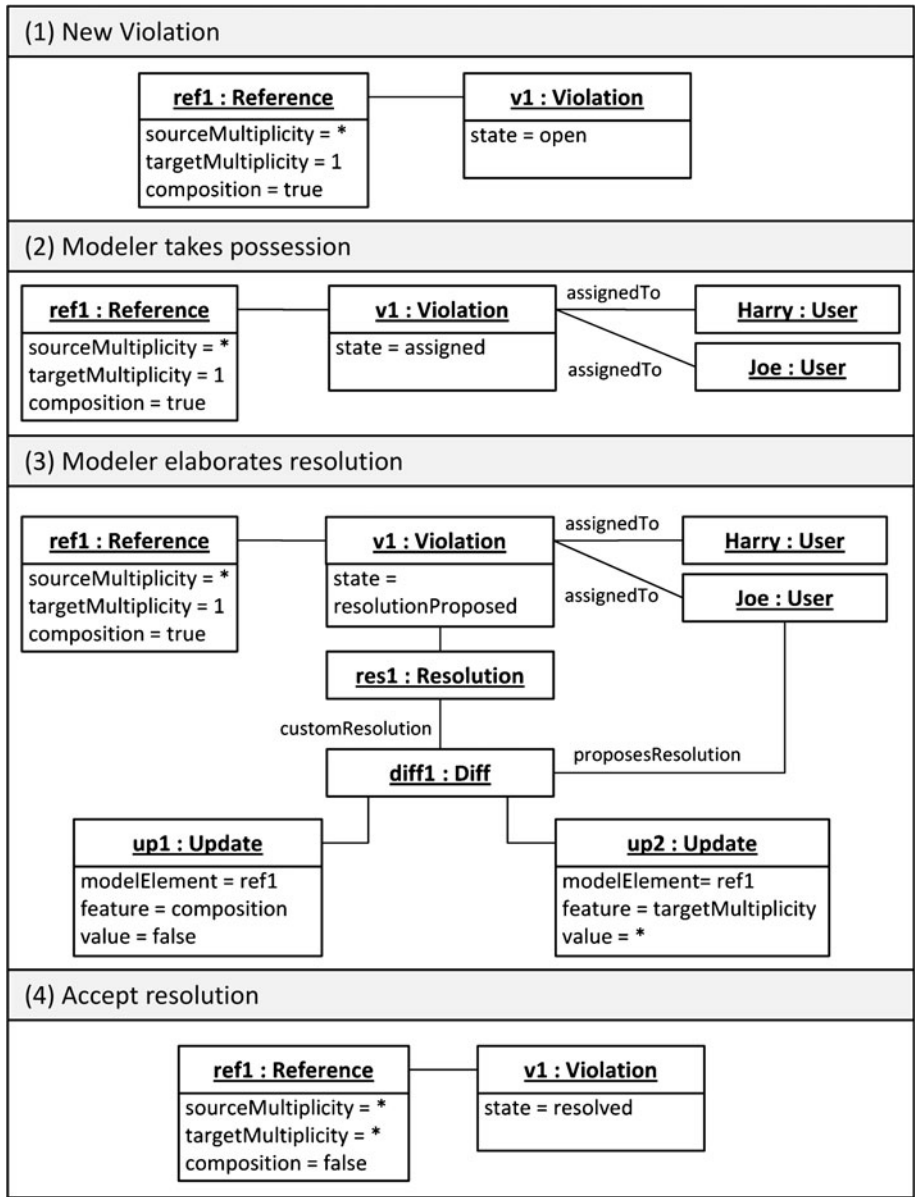 (1) New Violation
ref1 : Reference
sourceMultiplicity = *
targetMultiplicity = 1
composition = true
v1 : Violation
state = open
(2) Modeler takes possession
ref1 : Reference
sourceMultiplicity = *
targetMultiplicity = 1
composition = true
v1 : Violation
state = assigned
assignedTo
assignedTo
Harry : User
Joe : User
(3) Modeler elaborates resolution
ref1 : Reference
sourceMultiplicity = *
targetMultiplicity = 1
composition = true
v1 : Violation
state =
resolutionProposed
assignedTo
assignedTo
Harry : User
Joe : User
res1 : Resolution
customResolution
proposesResolution
diff1 : Diff
up1 : Update
modelElement = ref1
feature = composition
value = false
up2 : Update
modelElement= ref1
feature = targetMultiplicity
value = *
(4) Accept resolution
ref1 : Reference
sourceMultiplicity = *
targetMultiplicity = *
composition = false
v1 : Violation
state = resolved